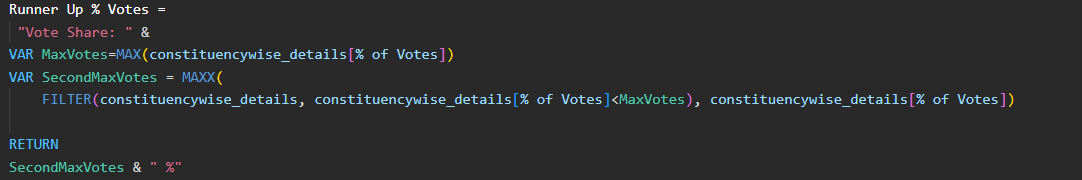 Runner Up % Votes =
"Vote Share: " &
VAR MaxVotes=MAX(constituencywise_details[% of Votes])
VAR SecondMaxVotes = MAXX(
FILTER(constituencywise_details, constituencywise_details[% of Votes]<MaxVotes), constituencywise_details[% of Votes])
RETURN
SecondMaxVotes & " %"